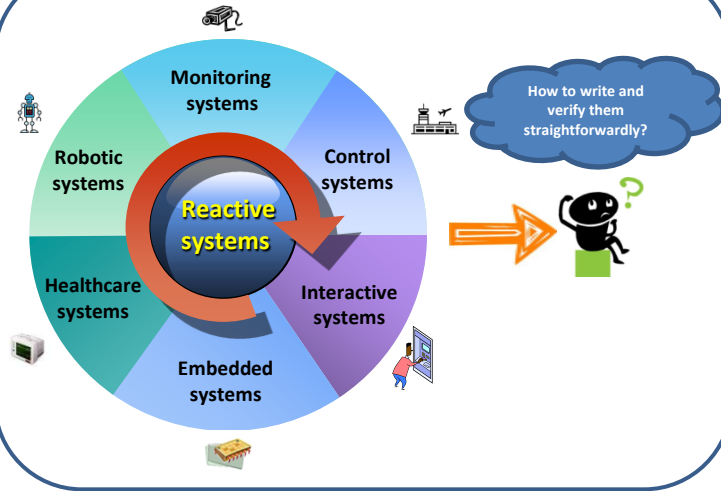 Monitoring
systems
Control
systems
Interactive
systems
Embedded
systems
Healthcare
systems
Robotic
systems
Reactive
systems
How to write and
verify them
straightforwardly?
?